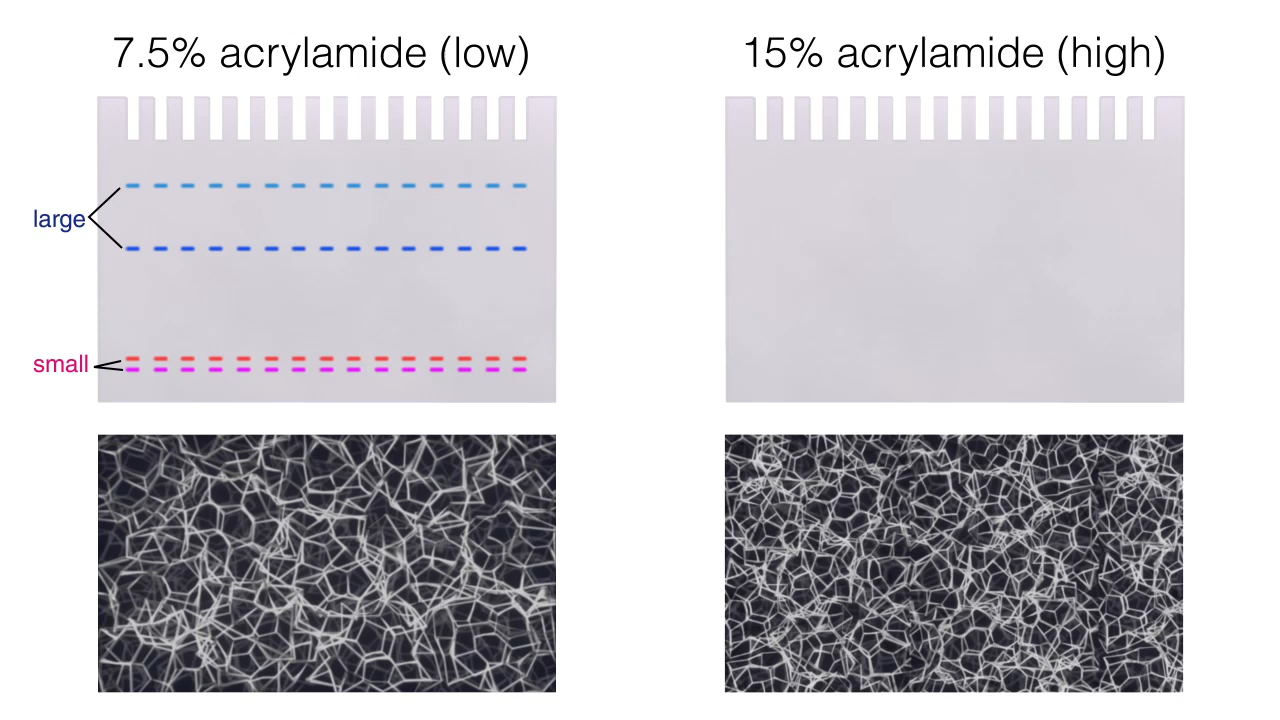 7.5% acrylamide (low)
15% acrylamide (high)
large
small